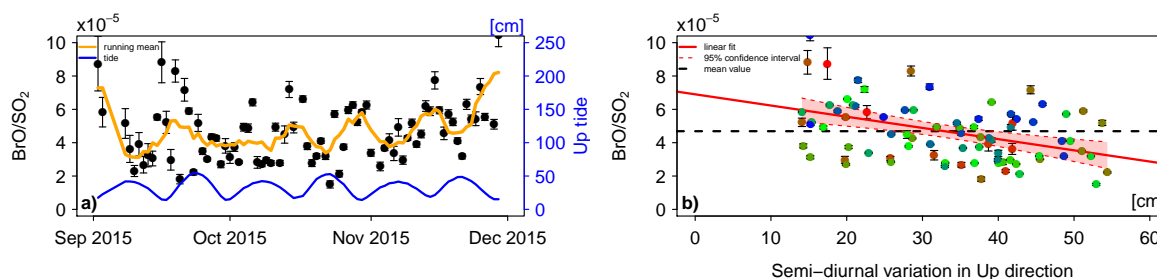 ×10⁻⁵
[cm]
running mean
tide
10
8
6
4
2
0
BrO/SO₂
250
200
150
100
50
0
Up tide
a)
Sep 2015
Oct 2015
Nov 2015
Dec 2015
×10⁻⁵
linear fit
95% confidence interval
mean value
10
8
6
4
2
0
BrO/SO₂
b)
[cm]
0
10
20
30
40
50
60
Semi−diurnal variation in Up direction